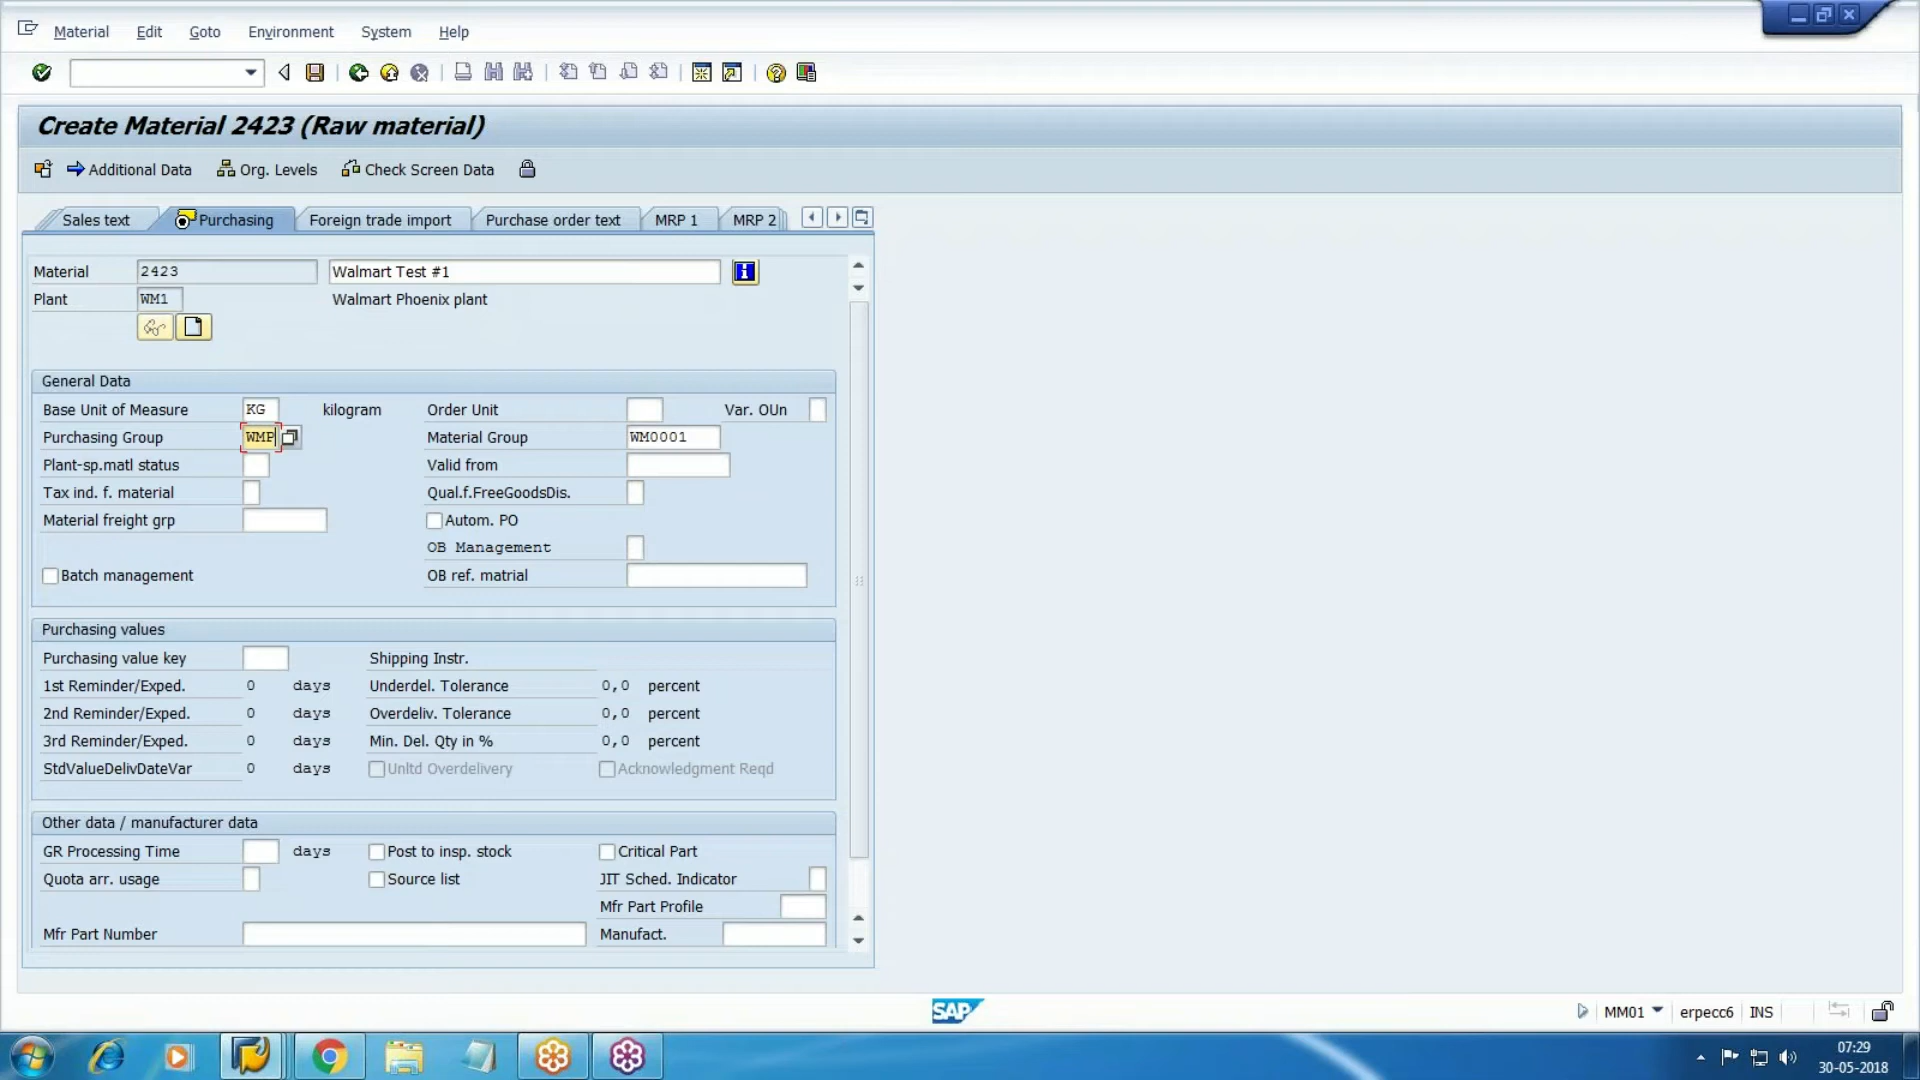 Material Edit Goto Environment System Help
Create Material 2423 (Raw material)
Additional Data Org. Levels Check Screen Data
Sales text Purchasing Foreign trade import Purchase order text MRP 1 MRP 2
Material 2423 Walmart Test #1
Plant WM1 Walmart Phoenix plant
General Data
Base Unit of Measure KG kilogram Order Unit Var. OUn
Purchasing Group WMP Material Group WM0001
Plant-sp.matl status Valid from
Tax ind. f. material Qual.f.FreeGoodsDis.
Material freight grp Autom. PO
OB Management
Batch management OB ref. matrial
Purchasing values
Purchasing value key Shipping Instr.
1st Reminder/Exped. 0 days Underdel. Tolerance 0,0 percent
2nd Reminder/Exped. 0 days Overdeliv. Tolerance 0,0 percent
3rd Reminder/Exped. 0 days Min. Del. Qty in % 0,0 percent
StdValueDelivDateVar 0 days Unltd Overdelivery Acknowledgment Reqd
Other data / manufacturer data
GR Processing Time days Post to insp. stock Critical Part
Quota arr. usage Source list JIT Sched. Indicator
Mfr Part Profile
Mfr Part Number Manufact.
SAP MM01 erpecc6 INS
07:29
30-05-2018